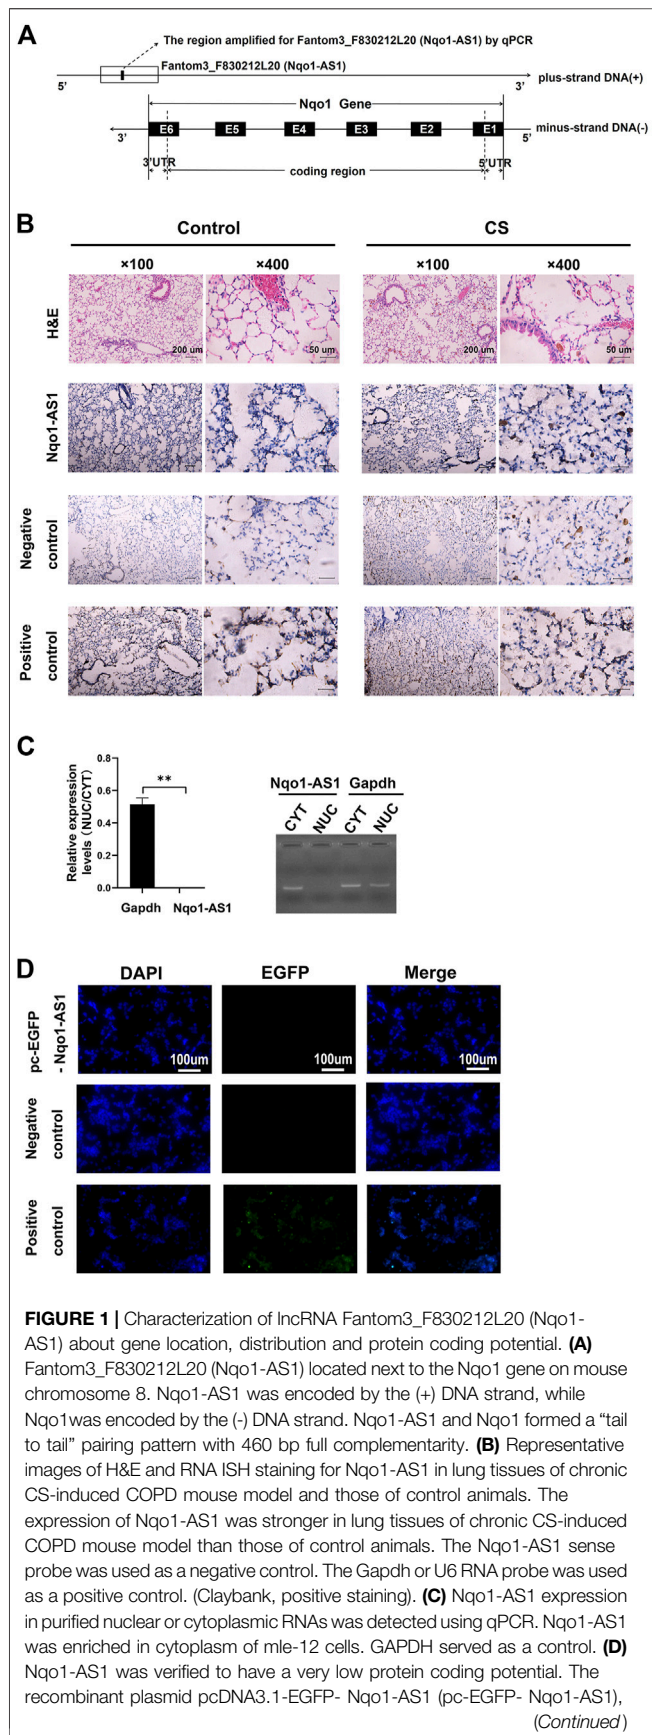 A
The region amplified for Fantom3_F830212L20 (Nqo1-AS1) by qPCR
Fantom3_F830212L20 (Nqo1-AS1)
5' 3' plus-strand DNA(+)
Nqo1 Gene
E6 E5 E4 E3 E2 E1 minus-strand DNA(-)
3' 5'
3'UTR coding region 5'UTR
B
Control CS
×100 ×400 ×100 ×400
H&E
200 um 50 um 200 um 50 um
Nqo1-AS1
Negative
control
Positive
control
C
Relative expression
levels (NUC/CYT)
0.8
0.6
0.4
0.2
0.0
**
Gapdh Nqo1-AS1
Nqo1-AS1 Gapdh
CYT NUC CYT NUC
D
DAPI EGFP Merge
pc-EGFP
- Nqo1-AS1
100um 100um 100um
Negative
control
Positive
control
FIGURE 1 | Characterization of lncRNA Fantom3_F830212L20 (Nqo1-
AS1) about gene location, distribution and protein coding potential. (A)
Fantom3_F830212L20 (Nqo1-AS1) located next to the Nqo1 gene on mouse
chromosome 8. Nqo1-AS1 was encoded by the (+) DNA strand, while
Nqo1was encoded by the (-) DNA strand. Nqo1-AS1 and Nqo1 formed a “tail
to tail” pairing pattern with 460 bp full complementarity. (B) Representative
images of H&E and RNA ISH staining for Nqo1-AS1 in lung tissues of chronic
CS-induced COPD mouse model and those of control animals. The
expression of Nqo1-AS1 was stronger in lung tissues of chronic CS-induced
COPD mouse model than those of control animals. The Nqo1-AS1 sense
probe was used as a negative control. The Gapdh or U6 RNA probe was used
as a positive control. (Claybank, positive staining). (C) Nqo1-AS1 expression
in purified nuclear or cytoplasmic RNAs was detected using qPCR. Nqo1-AS1
was enriched in cytoplasm of mle-12 cells. GAPDH served as a control. (D)
Nqo1-AS1 was verified to have a very low protein coding potential. The
recombinant plasmid pcDNA3.1-EGFP- Nqo1-AS1 (pc-EGFP- Nqo1-AS1),
(Continued)